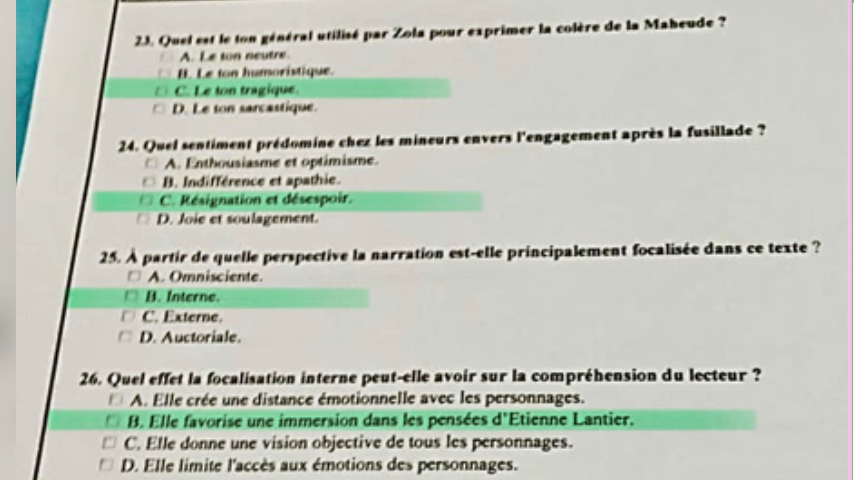 23. Quel est le ton général utilisé par Zola pour exprimer la colère de la Maheude ?
A. Le ton neutre.
B. Le ton humoristique.
C. Le ton tragique.
D. Le ton sarcastique.
24. Quel sentiment prédomine chez les mineurs envers l'engagement après la fusillade ?
A. Enthousiasme et optimisme.
B. Indifférence et apathie.
C. Résignation et désespoir.
D. Joie et soulagement.
25. À partir de quelle perspective la narration est-elle principalement focalisée dans ce texte ?
A. Omnisciente.
B. Interne.
C. Externe.
D. Auctoriale.
26. Quel effet la focalisation interne peut-elle avoir sur la compréhension du lecteur ?
A. Elle crée une distance émotionnelle avec les personnages.
B. Elle favorise une immersion dans les pensées d'Etienne Lantier.
C. Elle donne une vision objective de tous les personnages.
D. Elle limite l'accès aux émotions des personnages.